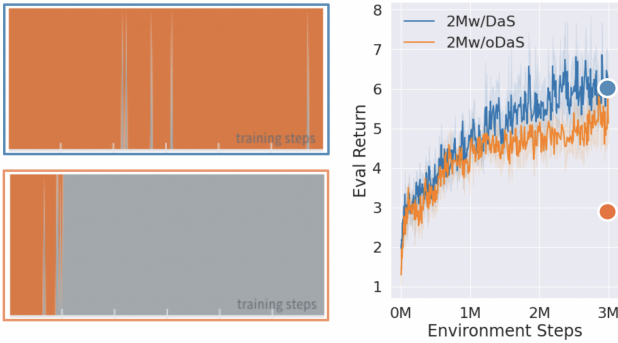 training steps
training steps
8
7
6
5
4
3
2
1
Eval Return
2Mw/DaS
2Mw/oDaS
0M 1M 2M 3M
Environment Steps